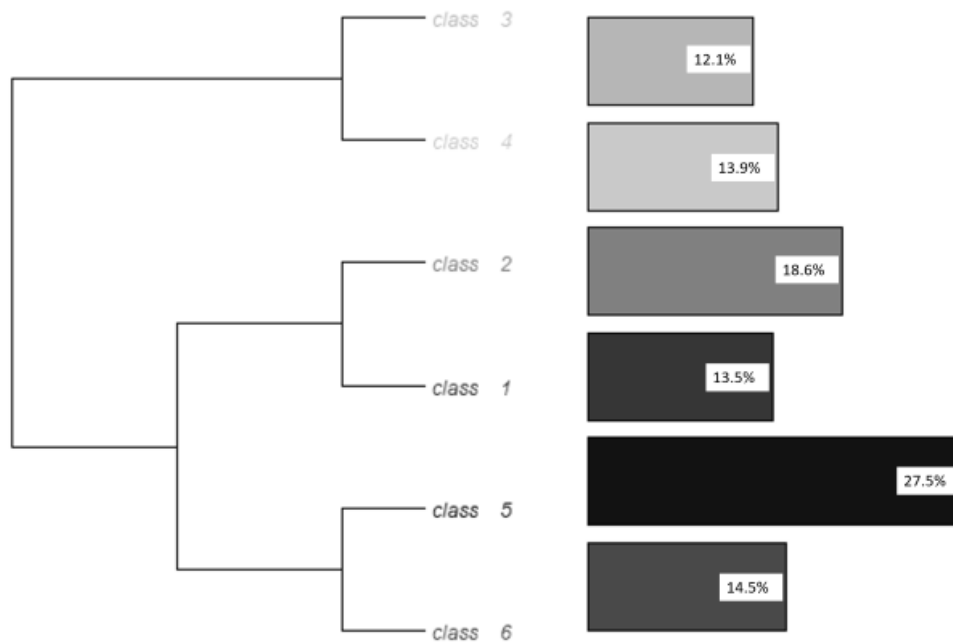 class 3
12.1%
class 4
13.9%
class 2
18.6%
class 1
13.5%
class 5
27.5%
class 6
14.5%